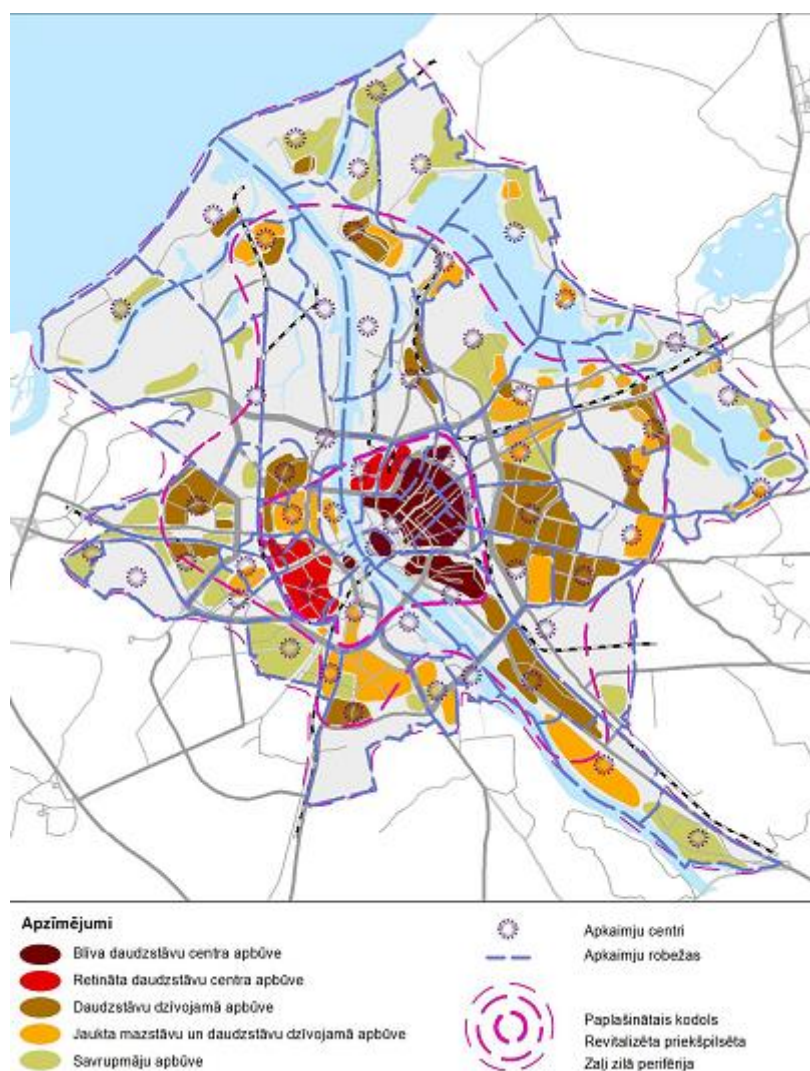 Apzīmējumi
Blīva daudzstāvu centra apbūve
Retināta daudzstāvu centra apbūve
Daudzstāvu dzīvojamā apbūve
Jaukta mazstāvu un daudzstāvu dzīvojamā apbūve
Savrupmāju apbūve
Apkaimju centri
Apkaimju robežas
Paplašinātais kodols
Revitalizēta priekšpilsēta
Zaļi zilā perifērija